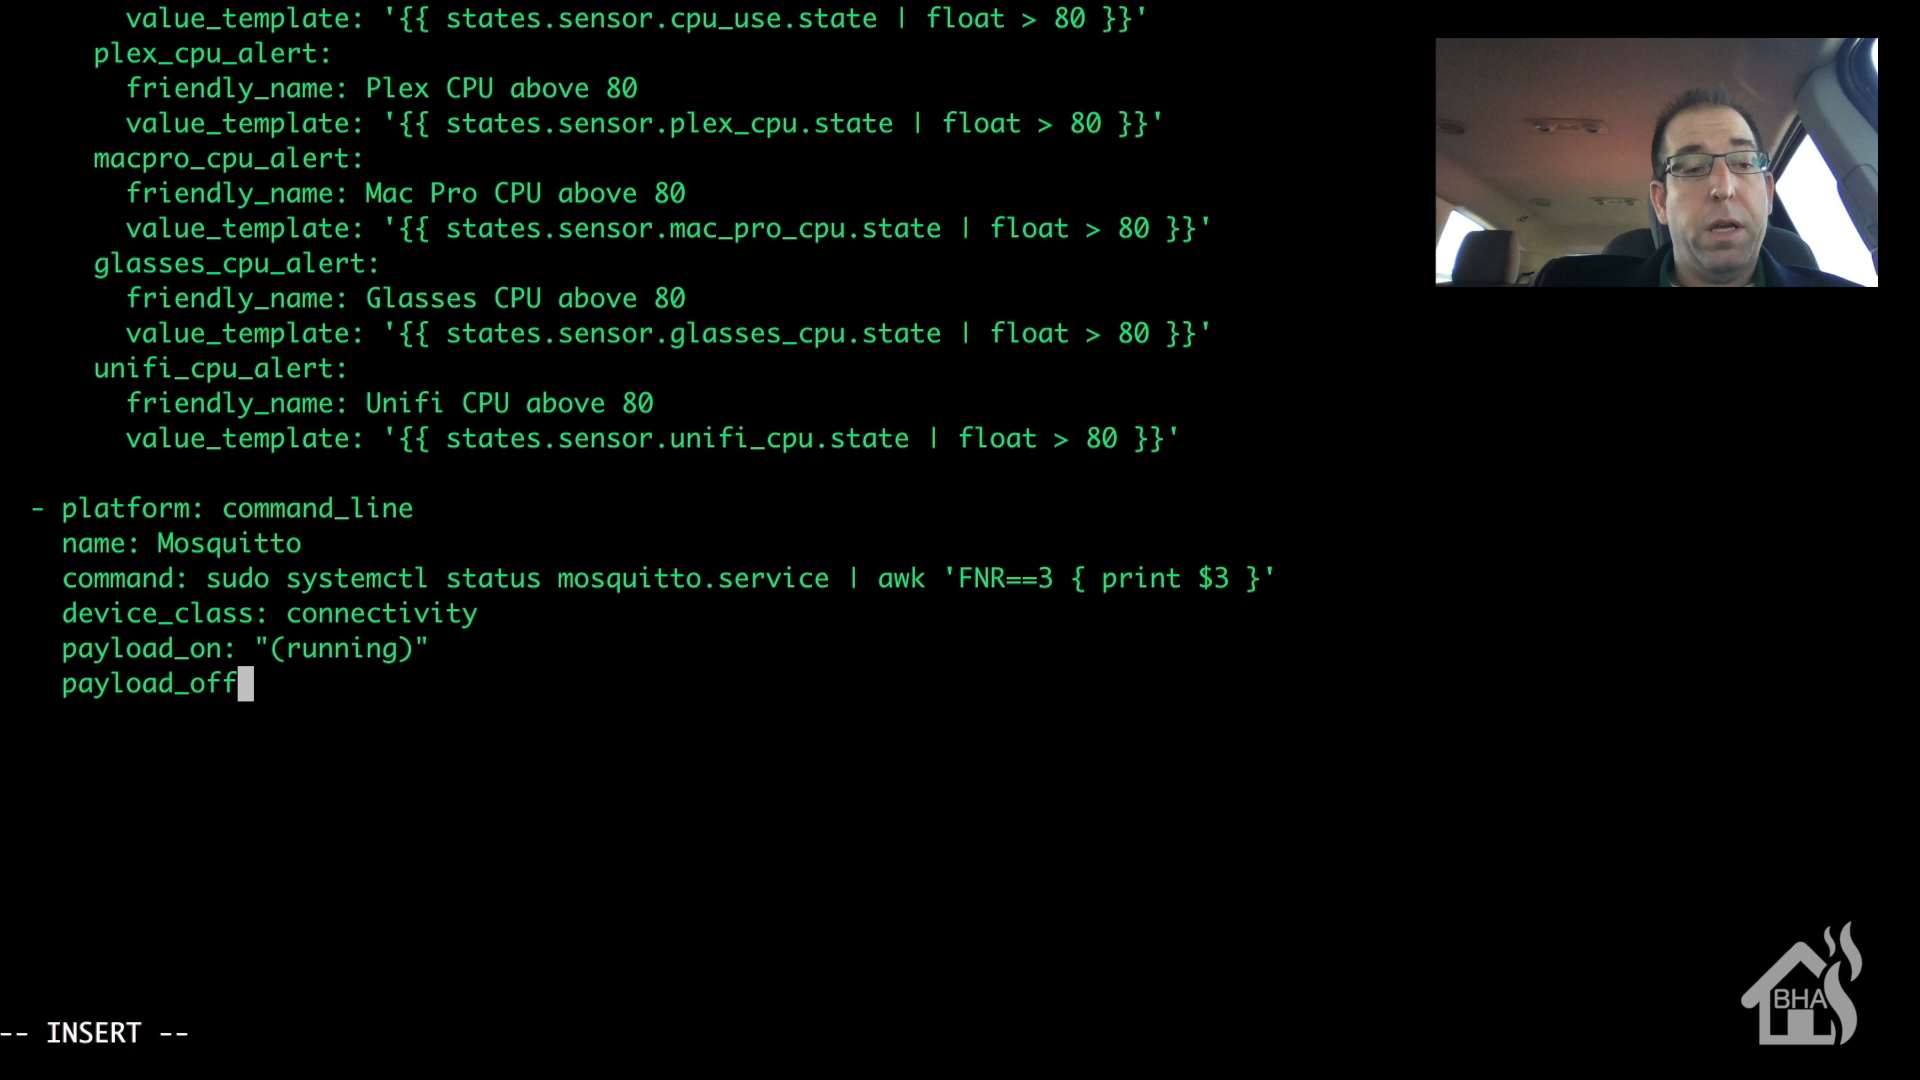 value_template: '{{ states.sensor.cpu_use.state | float > 80 }}'
plex_cpu_alert:
friendly_name: Plex CPU above 80
value_template: '{{ states.sensor.plex_cpu.state | float > 80 }}'
macpro_cpu_alert:
friendly_name: Mac Pro CPU above 80
value_template: '{{ states.sensor.mac_pro_cpu.state | float > 80 }}'
glasses_cpu_alert:
friendly_name: Glasses CPU above 80
value_template: '{{ states.sensor.glasses_cpu.state | float > 80 }}'
unifi_cpu_alert:
friendly_name: Unifi CPU above 80
value_template: '{{ states.sensor.unifi_cpu.state | float > 80 }}'
- platform: command_line
name: Mosquitto
command: sudo systemctl status mosquitto.service | awk 'FNR==3 { print $3 }'
device_class: connectivity
payload_on: "(running)"
payload_off
BHA
-- INSERT --